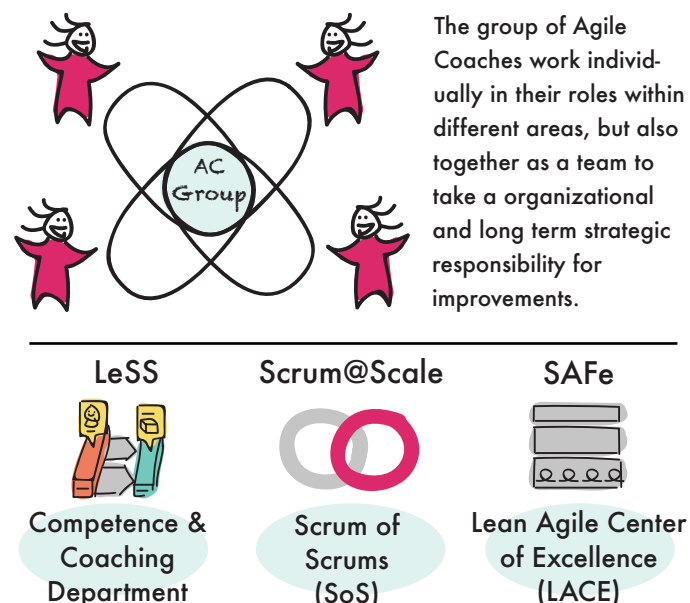 The group of Agile
Coaches work individ-
ually in their roles within
different areas, but also
together as a team to
take a organizational
and long term strategic
responsibility for
improvements.
AC
Group
LeSS
Scrum@Scale
SAFe
Competence &
Coaching
Department
Scrum of
Scrums
(SoS)
Lean Agile Center
of Excellence
(LACE)